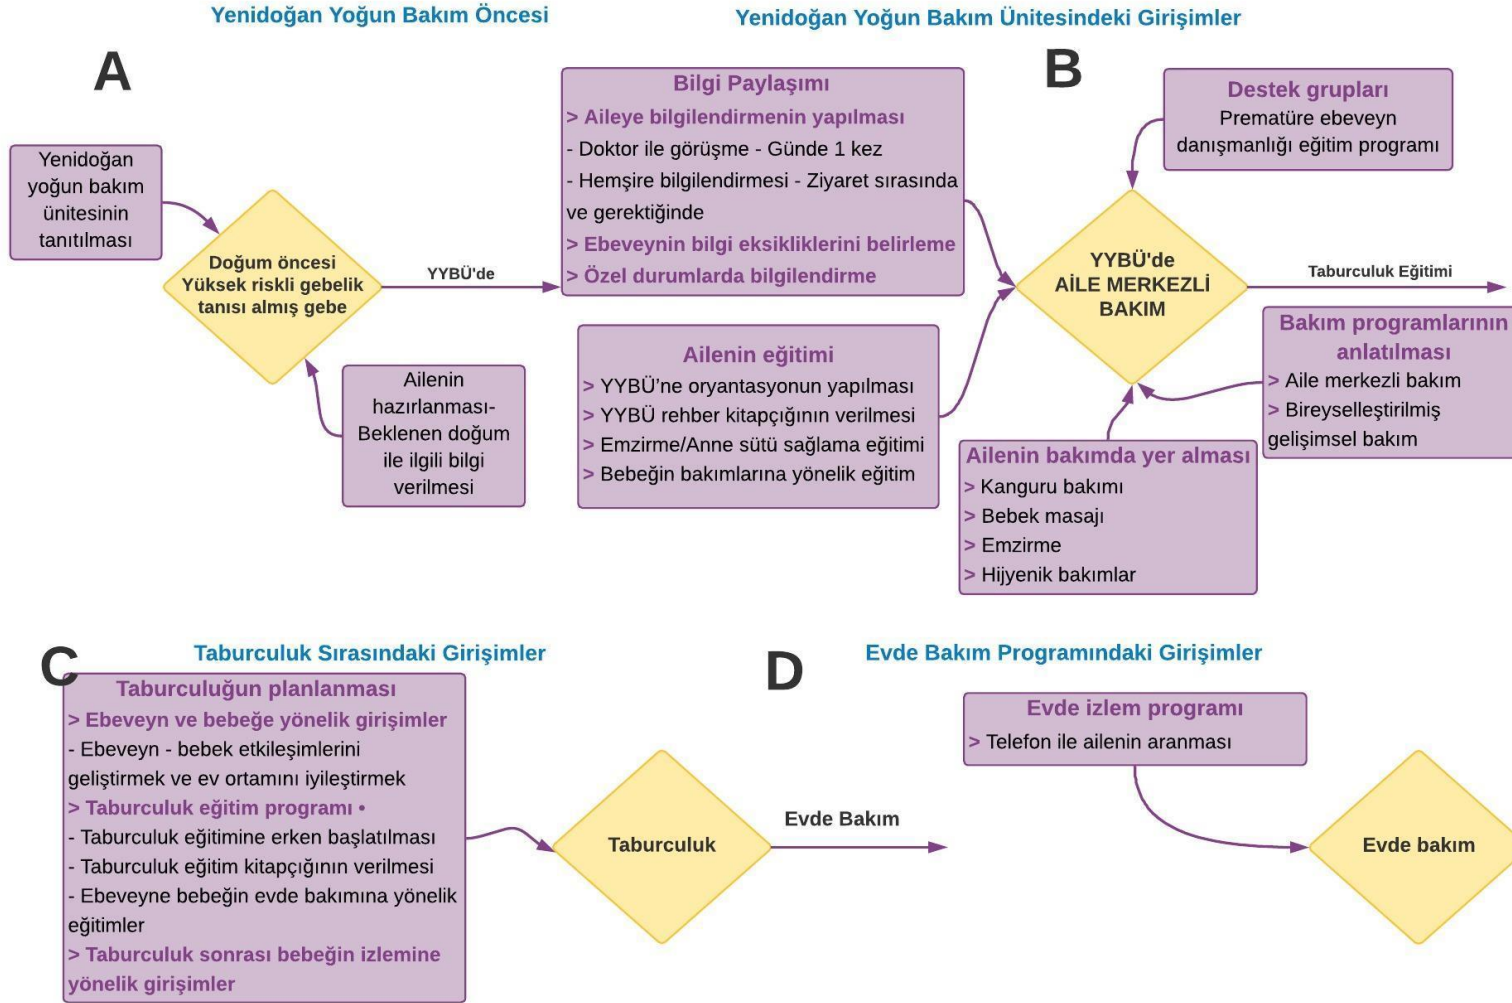 Yenidoğan Yoğun Bakım Öncesi
A
Yenidoğan
yoğun bakım
ünitesinin
tanıtılması
Doğum öncesi
Yüksek riskli gebelik
tanısı almış gebe
Ailenin
hazırlanması-
Beklenen doğum
ile ilgili bilgi
verilmesi
YYBÜ'de
Yenidoğan Yoğun Bakım Ünitesindeki Girişimler
B
Bilgi Paylaşımı
> Aileye bilgilendirmenin yapılması
- Doktor ile görüşme - Günde 1 kez
- Hemşire bilgilendirmesi - Ziyaret sırasında
ve gerektiğinde
> Ebeveynin bilgi eksikliklerini belirleme
> Özel durumlarda bilgilendirme
Ailenin eğitimi
> YYBÜ'ne oryantasyonun yapılması
> YYBÜ rehber kitapçığının verilmesi
> Emzirme/Anne sütü sağlama eğitimi
> Bebeğin bakımlarına yönelik eğitim
Destek grupları
Prematüre ebeveyn
danışmanlığı eğitim programı
YYBÜ'de
AİLE MERKEZLİ
BAKIM
Taburculuk Eğitimi
Bakım programlarının
anlatılması
> Aile merkezli bakım
> Bireyselleştirilmiş
gelişimsel bakım
Ailenin bakımda yer alması
> Kanguru bakımı
> Bebek masajı
> Emzirme
> Hijyenik bakımlar
C
Taburculuk Sırasındaki Girişimler
Taburculuğun planlanması
> Ebeveyn ve bebeğe yönelik girişimler
- Ebeveyn - bebek etkileşimlerini
geliştirmek ve ev ortamını iyileştirmek
> Taburculuk eğitim programı •
- Taburculuk eğitimine erken başlatılması
- Taburculuk eğitim kitapçığının verilmesi
- Ebeveyne bebeğin evde bakımına yönelik
eğitimler
> Taburculuk sonrası bebeğin izlemine
yönelik girişimler
Taburculuk
Evde Bakım
D
Evde Bakım Programındaki Girişimler
Evde izlem programı
> Telefon ile ailenin aranması
Evde bakım